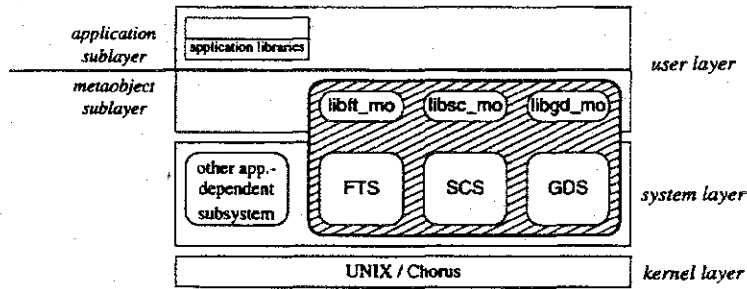 application
sublayer
application libraries
user layer
metaobject
sublayer
libft_mo
libsc_mo
libgd_mo
other app.-
dependent
subsystem
FTS
SCS
GDS
system layer
UNIX / Chorus
kernel layer